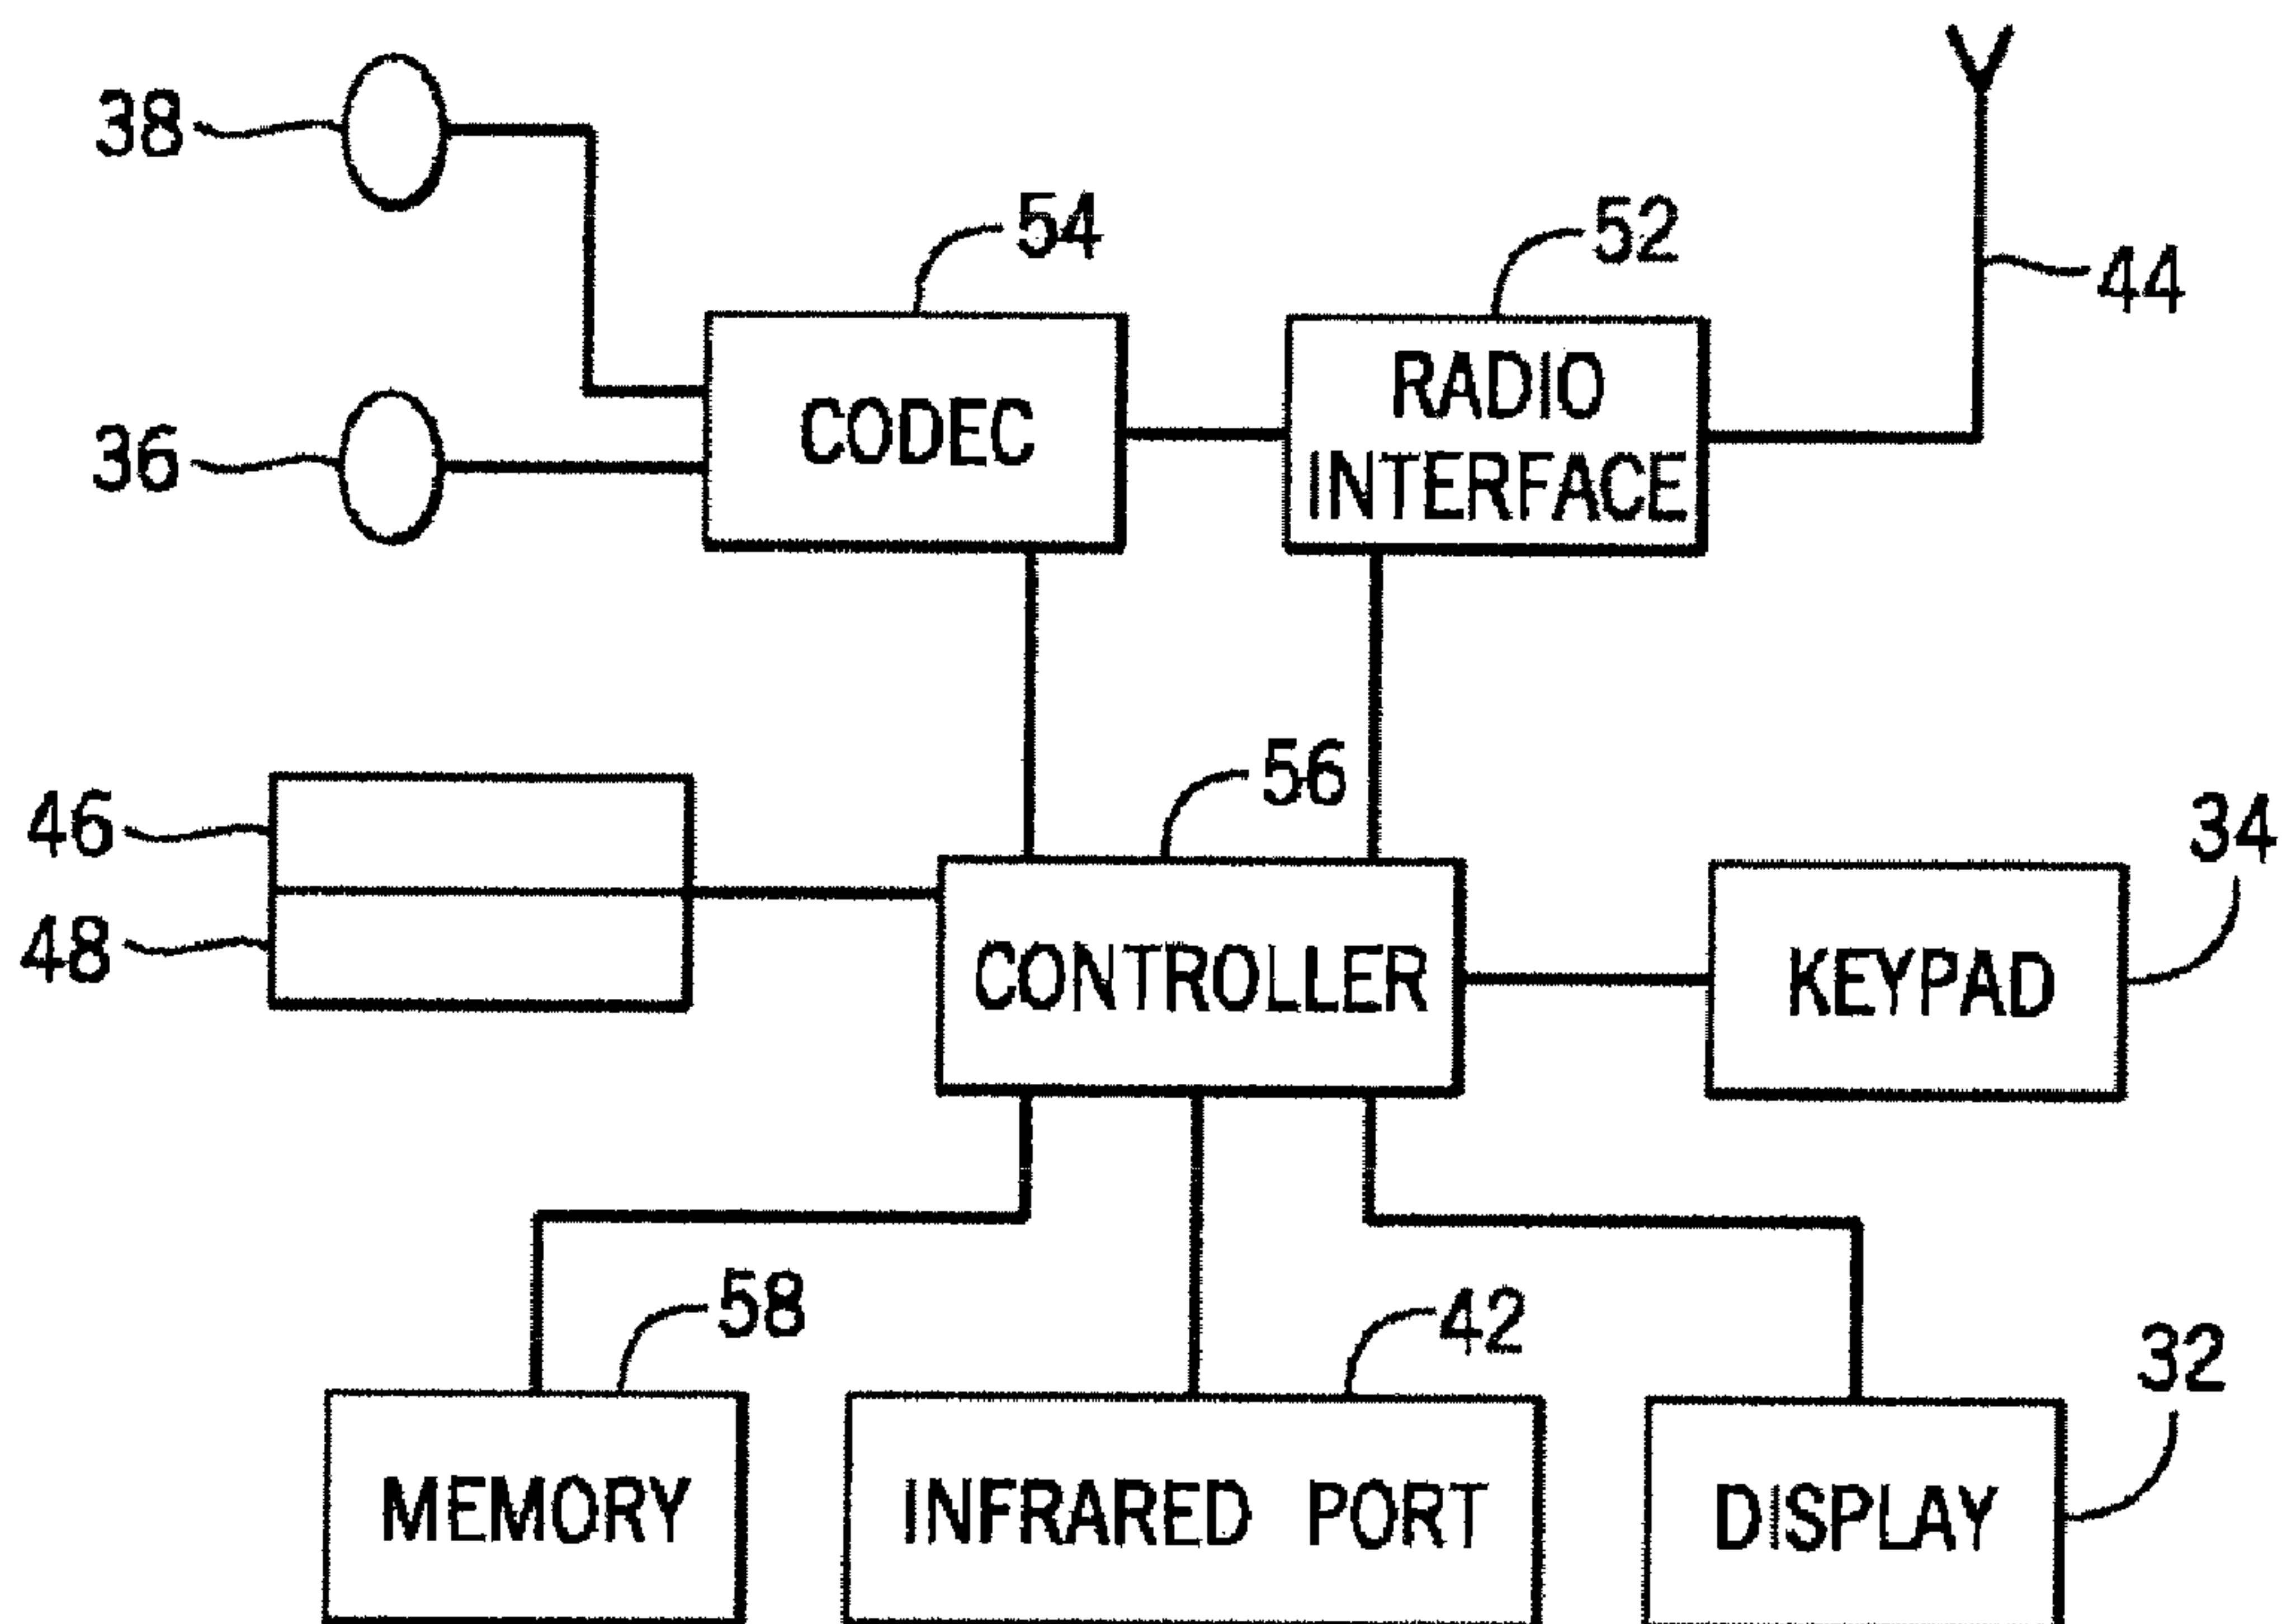 38
54
52
44
CODEC
RADIO
INTERFACE
36
46
56
34
48
CONTROLLER
KEYPAD
58
42
32
MEMORY
INFRARED PORT
DISPLAY